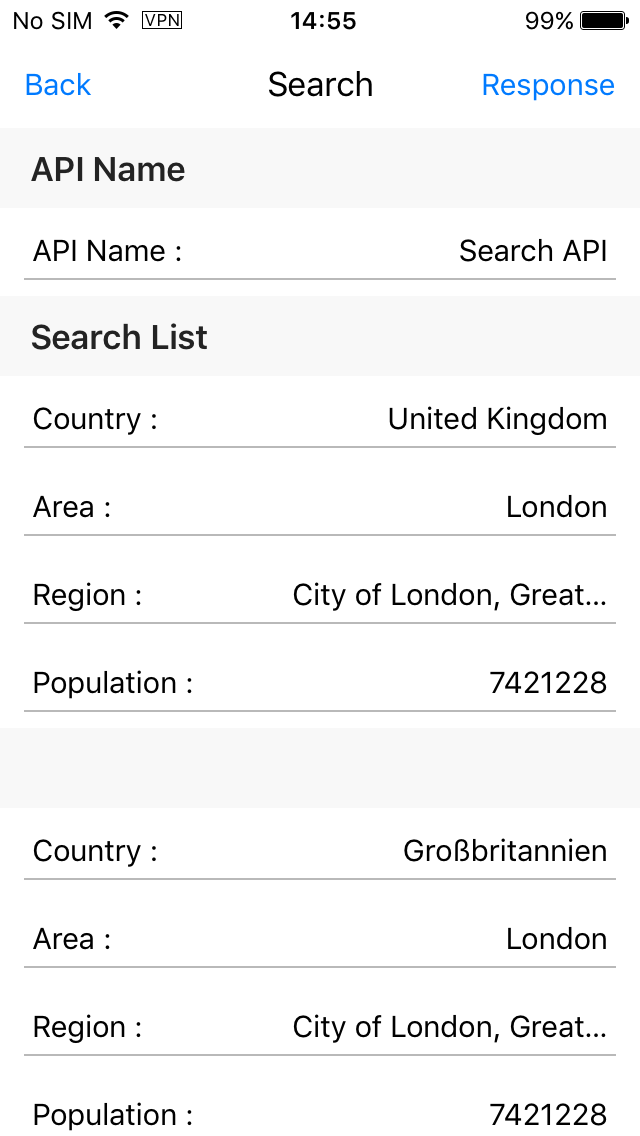 No SIM VPN 14:55 99%
Back Search Response
API Name
API Name : Search API
Search List
Country : United Kingdom
Area : London
Region : City of London, Great...
Population : 7421228
Country : Großbritannien
Area : London
Region : City of London, Great...
Population : 7421228